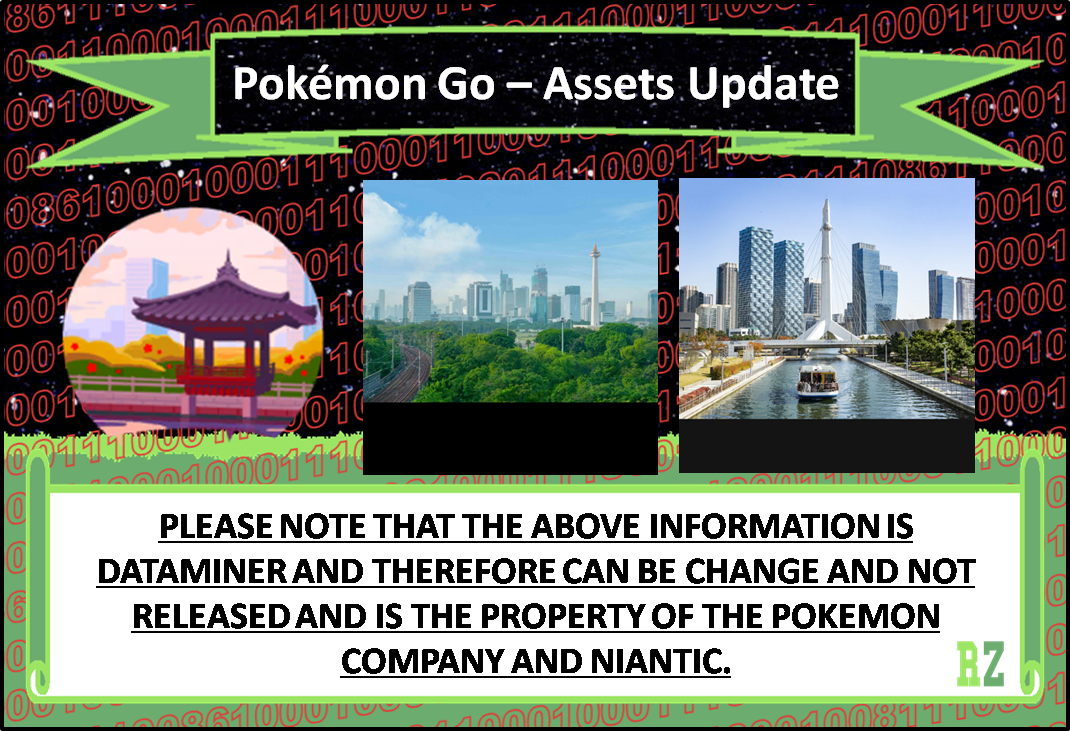 Pokémon Go – Assets Update
PLEASE NOTE THAT THE ABOVE INFORMATION IS
DATAMINER AND THEREFORE CAN BE CHANGE AND NOT
RELEASED AND IS THE PROPERTY OF THE POKEMON
COMPANY AND NIANTIC.
RZ